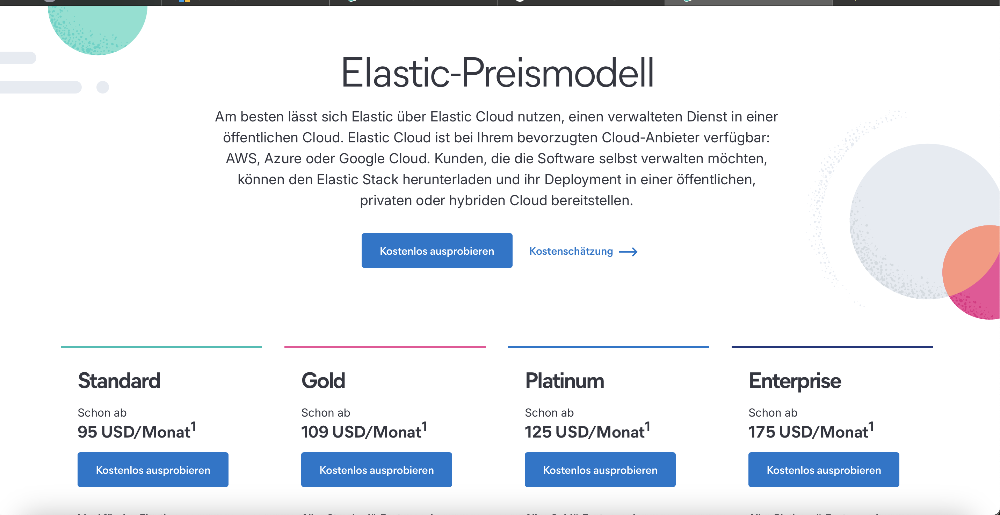 Elastic-Preismodell
Am besten lässt sich Elastic über Elastic Cloud nutzen, einen verwalteten Dienst in einer
öffentlichen Cloud. Elastic Cloud ist bei Ihrem bevorzugten Cloud-Anbieter verfügbar:
AWS, Azure oder Google Cloud. Kunden, die die Software selbst verwalten möchten,
können den Elastic Stack herunterladen und ihr Deployment in einer öffentlichen,
privaten oder hybriden Cloud bereitstellen.
Kostenlos ausprobieren
Kostenschätzung →
Standard
Schon ab
95 USD/Monat¹
Kostenlos ausprobieren
Gold
Schon ab
109 USD/Monat¹
Kostenlos ausprobieren
Platinum
Schon ab
125 USD/Monat¹
Kostenlos ausprobieren
Enterprise
Schon ab
175 USD/Monat¹
Kostenlos ausprobieren